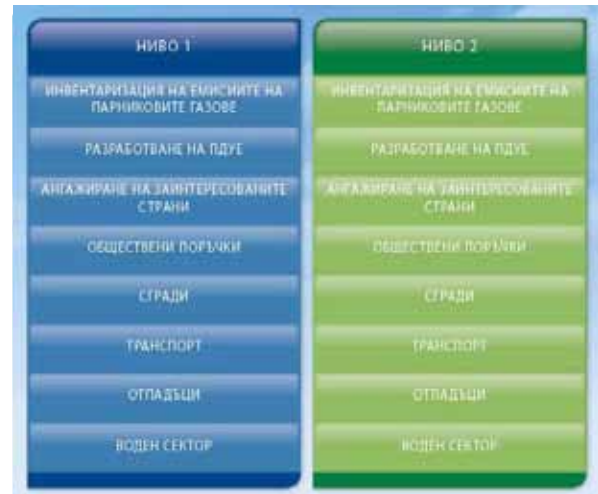 НИВО 1
ИНВЕНТАРИЗАЦИЯ НА ЕМИСИИТЕ НА
ПАРНИКОВИТЕ ГАЗОВЕ
РАЗРАБОТВАНЕ НА ПДУЕ
АНГАЖИРАНЕ НА ЗАИНТЕРЕСОВАНИТЕ
СТРАНИ
ОБЩЕСТВЕНИ ПОРЪЧКИ
СГРАДИ
ТРАНСПОРТ
ОТПАДЪЦИ
ВОДЕН СЕКТОР
НИВО 2
ИНВЕНТАРИЗАЦИЯ НА ЕМИСИИТЕ НА
ПАРНИКОВИТЕ ГАЗОВЕ
РАЗРАБОТВАНЕ НА ПДУЕ
АНГАЖИРАНЕ НА ЗАИНТЕРЕСОВАНИТЕ
СТРАНИ
ОБЩЕСТВЕНИ ПОРЪЧКИ
СГРАДИ
ТРАНСПОРТ
ОТПАДЪЦИ
ВОДЕН СЕКТОР